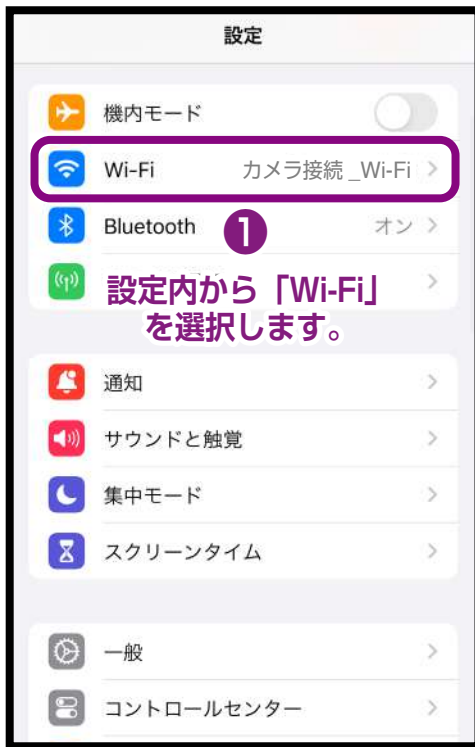 設定
機内モード
Wi-Fi カメラ接続_Wi-Fi
Bluetooth オン
❶
設定内から「Wi-Fi」
を選択します。
通知
サウンドと触覚
集中モード
スクリーンタイム
一般
コントロールセンター